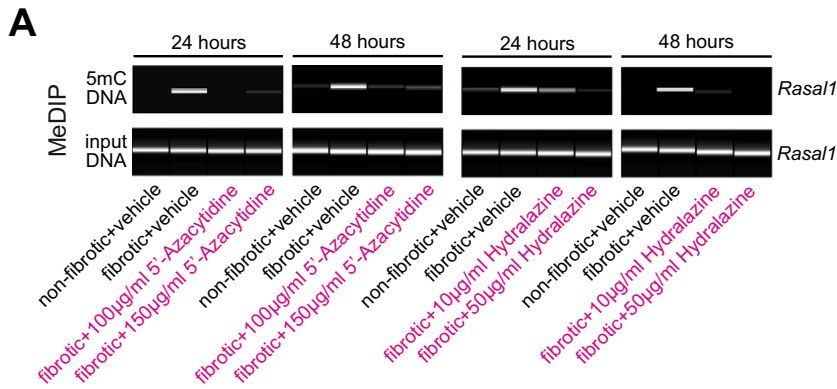 A
24 hours
48 hours
24 hours
48 hours
MeDIP
5mC
DNA
Rasal1
input
DNA
Rasal1
non-fibrotic+vehicle
fibrotic+vehicle
fibrotic+100µg/ml 5’-Azacytidine
fibrotic+150µg/ml 5’-Azacytidine
non-fibrotic+vehicle
fibrotic+vehicle
fibrotic+100µg/ml 5’-Azacytidine
fibrotic+150µg/ml 5’-Azacytidine
non-fibrotic+vehicle
fibrotic+vehicle
fibrotic+10µg/ml Hydralazine
fibrotic+50µg/ml Hydralazine
non-fibrotic+vehicle
fibrotic+vehicle
fibrotic+10µg/ml Hydralazine
fibrotic+50µg/ml Hydralazine